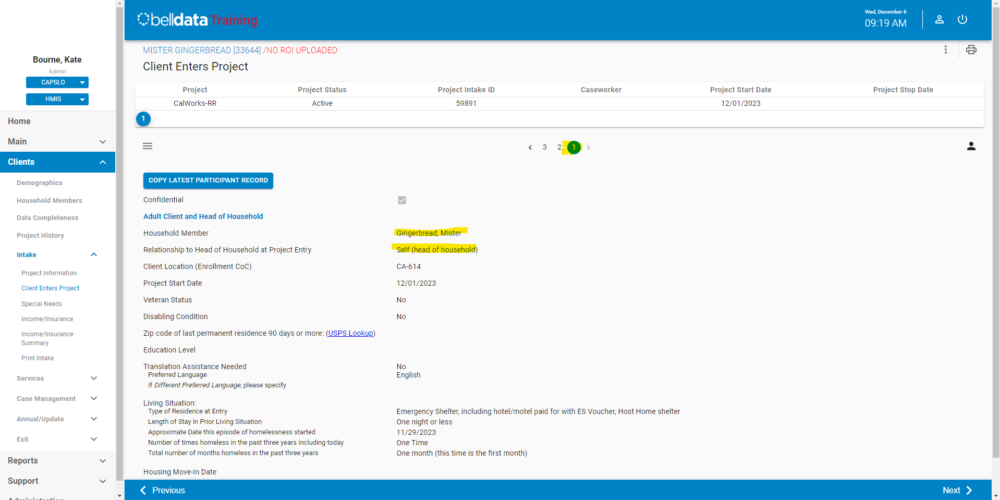 Bourne, Kate
Admin
CAPSLO
HMIS
Home
Main
Clients
Demographics
Household Members
Data Completeness
Project History
Intake
Project Information
Client Enters Project
Special Needs
Income/Insurance
Income/Insurance
Summary
Print Intake
Services
Case Management
Annual/Update
Exit
Reports
Support
Administration
belldata Training
Wed, December 6
09:19 AM
MISTER GINGERBREAD [33644] /NO ROI UPLOADED
Client Enters Project
Project Project Status Project Intake ID Caseworker Project Start Date Project Stop Date
CalWorks-RR Active 59891 12/01/2023
1
3 2 1
COPY LATEST PARTICIPANT RECORD
Confidential
Adult Client and Head of Household
Household Member Gingerbread, Mister
Relationship to Head of Household at Project Entry Self (head of household)
Client Location (Enrollment CoC) CA-614
Project Start Date 12/01/2023
Veteran Status No
Disabling Condition No
Zip code of last permanent residence 90 days or more: (USPS Lookup)
Education Level
Translation Assistance Needed No
Preferred Language English
If Different Preferred Language, please specify
Living Situation:
Type of Residence at Entry Emergency Shelter, including hotel/motel paid for with ES Voucher, Host Home shelter
Length of Stay in Prior Living Situation One night or less
Approximate Date this episode of homelessness started 11/29/2023
Number of times homeless in the past three years including today One Time
Total number of months homeless in the past three years One month (this time is the first month)
Housing Move-In Date
Previous Next